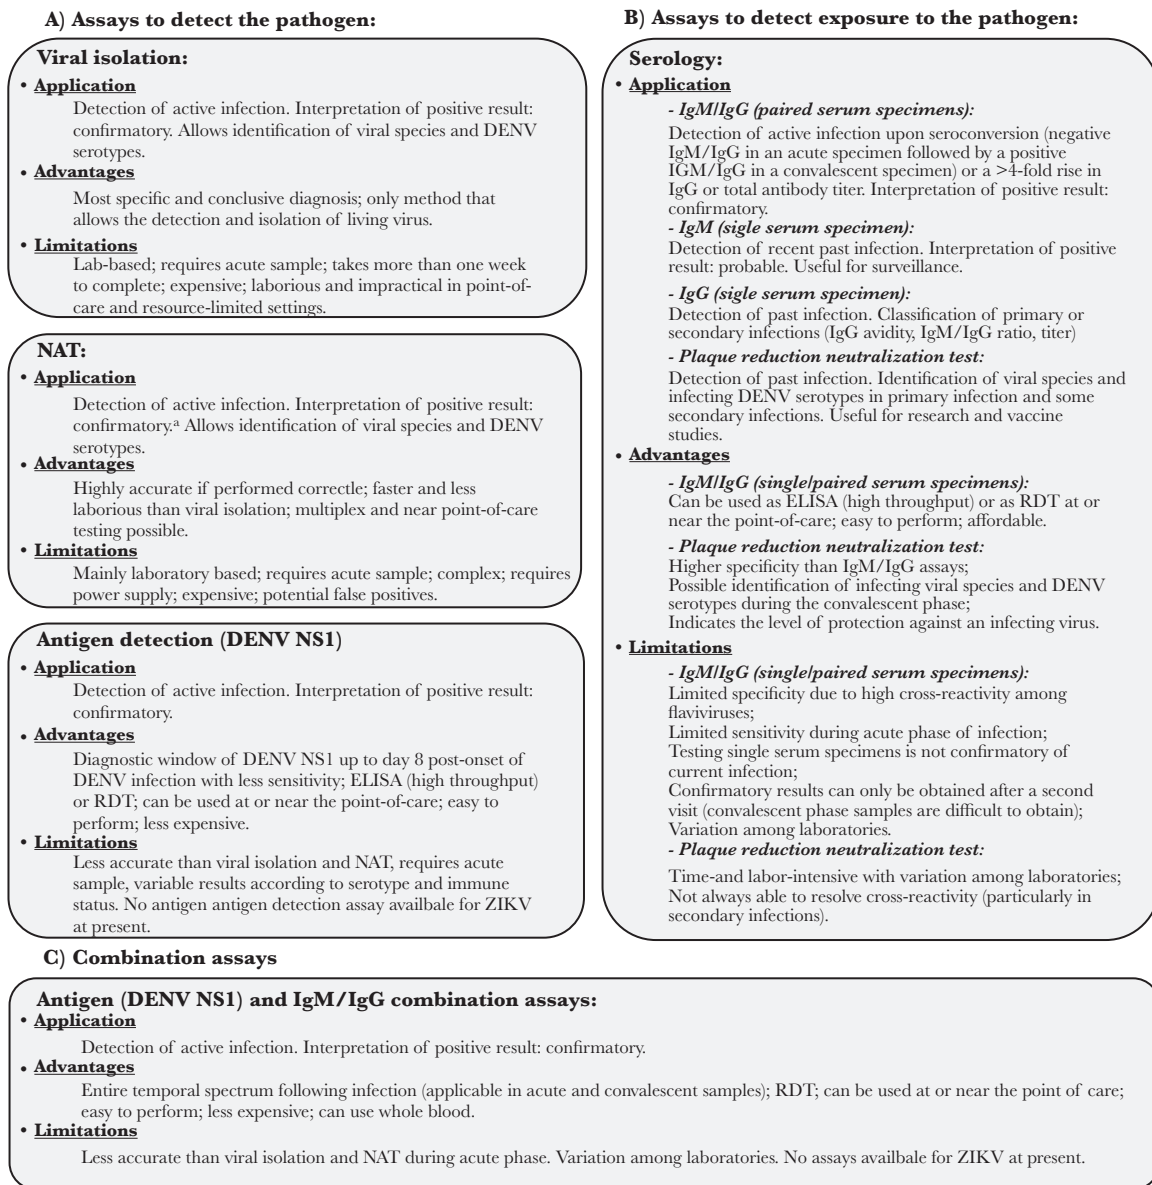 A) Assays to detect the pathogen:
Viral isolation:
• Application
Detection of active infection. Interpretation of positive result:
confirmatory. Allows identification of viral species and DENV
serotypes.
• Advantages
Most specific and conclusive diagnosis; only method that
allows the detection and isolation of living virus.
• Limitations
Lab-based; requires acute sample; takes more than one week
to complete; expensive; laborious and impractical in point-of-
care and resource-limited settings.
NAT:
• Application
Detection of active infection. Interpretation of positive result:
confirmatory.ª Allows identification of viral species and DENV
serotypes.
• Advantages
Highly accurate if performed correctle; faster and less
laborious than viral isolation; multiplex and near point-of-care
testing possible.
• Limitations
Mainly laboratory based; requires acute sample; complex; requires
power supply; expensive; potential false positives.
Antigen detection (DENV NS1)
• Application
Detection of active infection. Interpretation of positive result:
confirmatory.
• Advantages
Diagnostic window of DENV NS1 up to day 8 post-onset of
DENV infection with less sensitivity; ELISA (high throughput)
or RDT; can be used at or near the point-of-care; easy to
perform; less expensive.
• Limitations
Less accurate than viral isolation and NAT, requires acute
sample, variable results according to serotype and immune
status. No antigen antigen detection assay availbale for ZIKV
at present.
B) Assays to detect exposure to the pathogen:
Serology:
• Application
- IgM/IgG (paired serum specimens):
Detection of active infection upon seroconversion (negative
IgM/IgG in an acute specimen followed by a positive
IGM/IgG in a convalescent specimen) or a >4-fold rise in
IgG or total antibody titer. Interpretation of positive result:
confirmatory.
- IgM (sigle serum specimen):
Detection of recent past infection. Interpretation of positive
result: probable. Useful for surveillance.
- IgG (sigle serum specimen):
Detection of past infection. Classification of primary or
secondary infections (IgG avidity, IgM/IgG ratio, titer)
- Plaque reduction neutralization test:
Detection of past infection. Identification of viral species and
infecting DENV serotypes in primary infection and some
secondary infections. Useful for research and vaccine
studies.
• Advantages
- IgM/IgG (single/paired serum specimens):
Can be used as ELISA (high throughput) or as RDT at or
near the point-of-care; easy to perform; affordable.
- Plaque reduction neutralization test:
Higher specificity than IgM/IgG assays;
Possible identification of infecting viral species and DENV
serotypes during the convalescent phase;
Indicates the level of protection against an infecting virus.
• Limitations
- IgM/IgG (single/paired serum specimens):
Limited specificity due to high cross-reactivity among
flaviviruses;
Limited sensitivity during acute phase of infection;
Testing single serum specimens is not confirmatory of
current infection;
Confirmatory results can only be obtained after a second
visit (convalescent phase samples are difficult to obtain);
Variation among laboratories.
- Plaque reduction neutralization test:
Time-and labor-intensive with variation among laboratories;
Not always able to resolve cross-reactivity (particularly in
secondary infections).
C) Combination assays
Antigen (DENV NS1) and IgM/IgG combination assays:
• Application
Detection of active infection. Interpretation of positive result: confirmatory.
• Advantages
Entire temporal spectrum following infection (applicable in acute and convalescent samples); RDT; can be used at or near the point of care;
easy to perform; less expensive; can use whole blood.
• Limitations
Less accurate than viral isolation and NAT during acute phase. Variation among laboratories. No assays availbale for ZIKV at present.